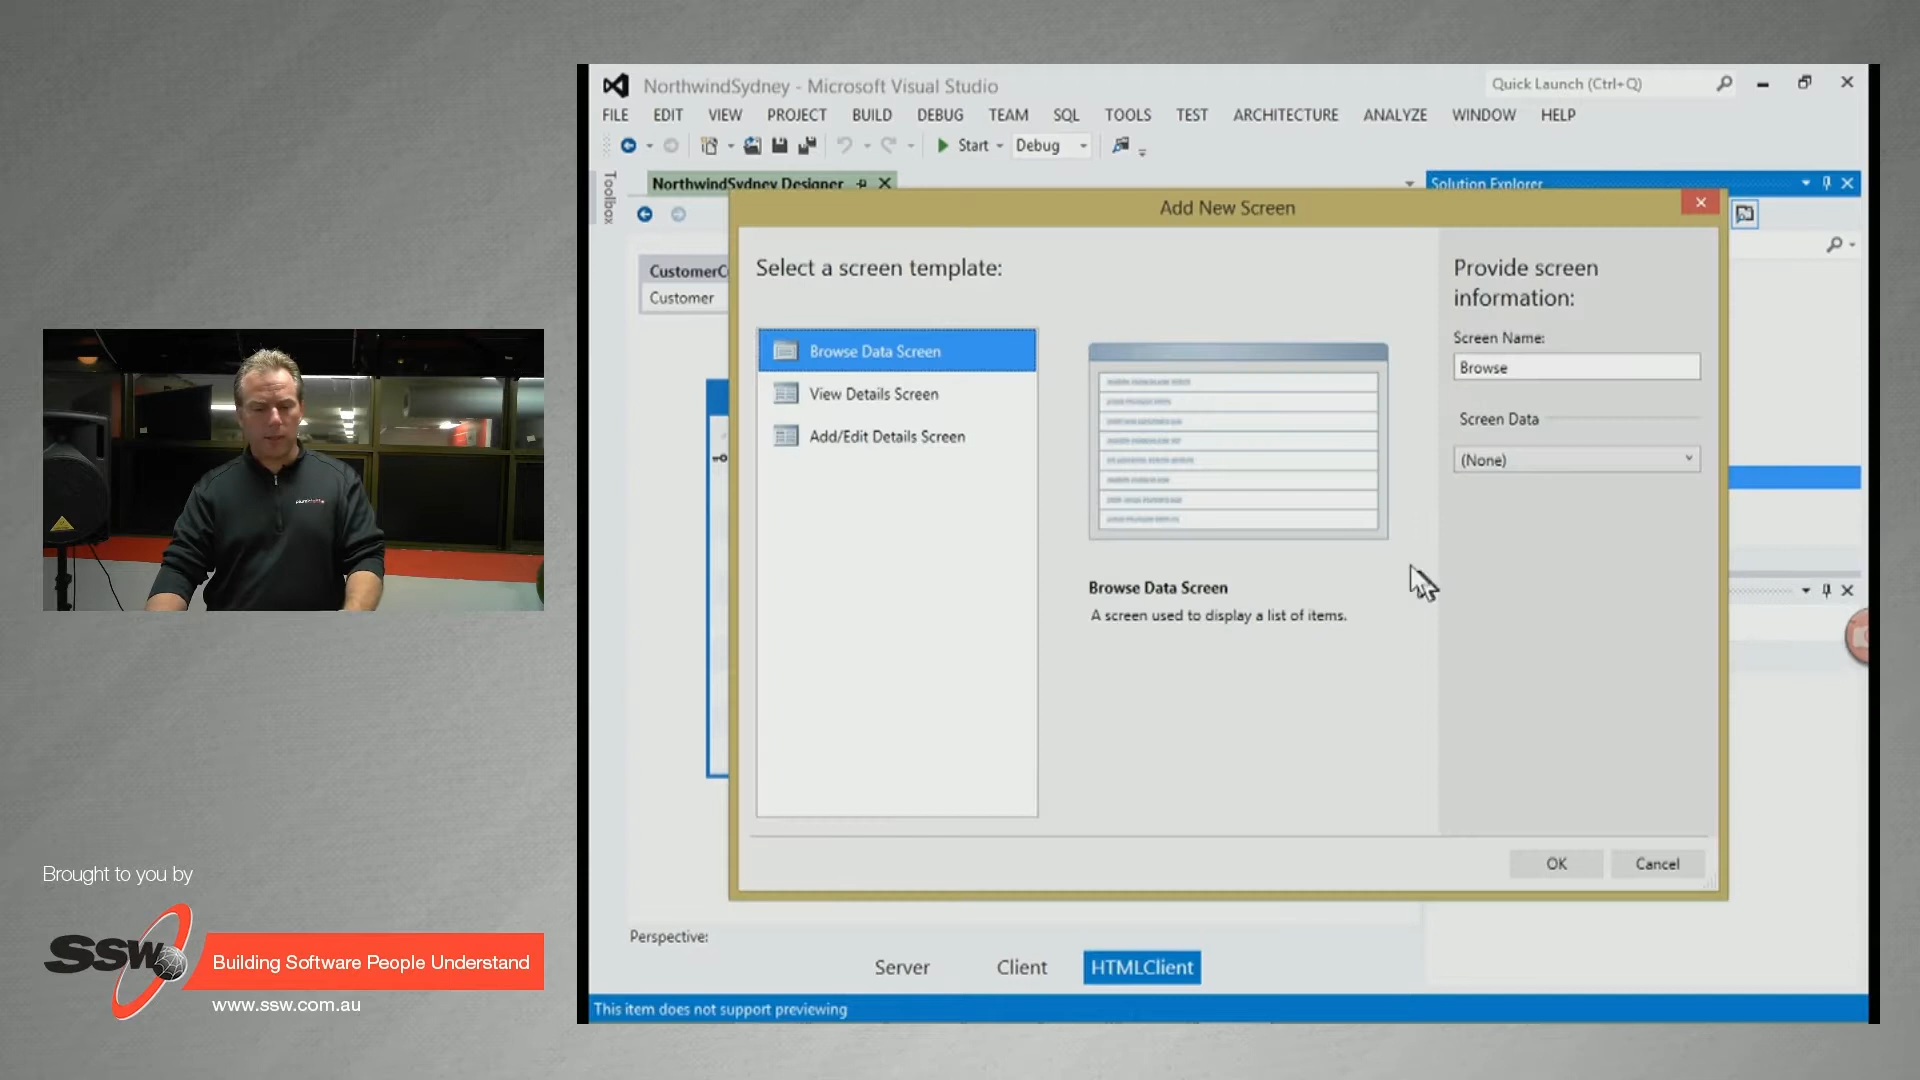 NorthwindSydney - Microsoft Visual Studio
Quick Launch (Ctrl+Q)
FILE EDIT VIEW PROJECT BUILD DEBUG TEAM SQL TOOLS TEST ARCHITECTURE ANALYZE WINDOW HELP
Start
Debug
Toolbox
NorthwindSydney Designer
Solution Explorer
CustomerC
Customer
Add New Screen
Select a screen template:
Browse Data Screen
View Details Screen
Add/Edit Details Screen
Browse Data Screen
A screen used to display a list of items.
Provide screen
information:
Screen Name:
Browse
Screen Data
(None)
OK
Cancel
Perspective:
Server
Client
HTMLClient
This item does not support previewing
Brought to you by
SSW
Building Software People Understand
www.ssw.com.au